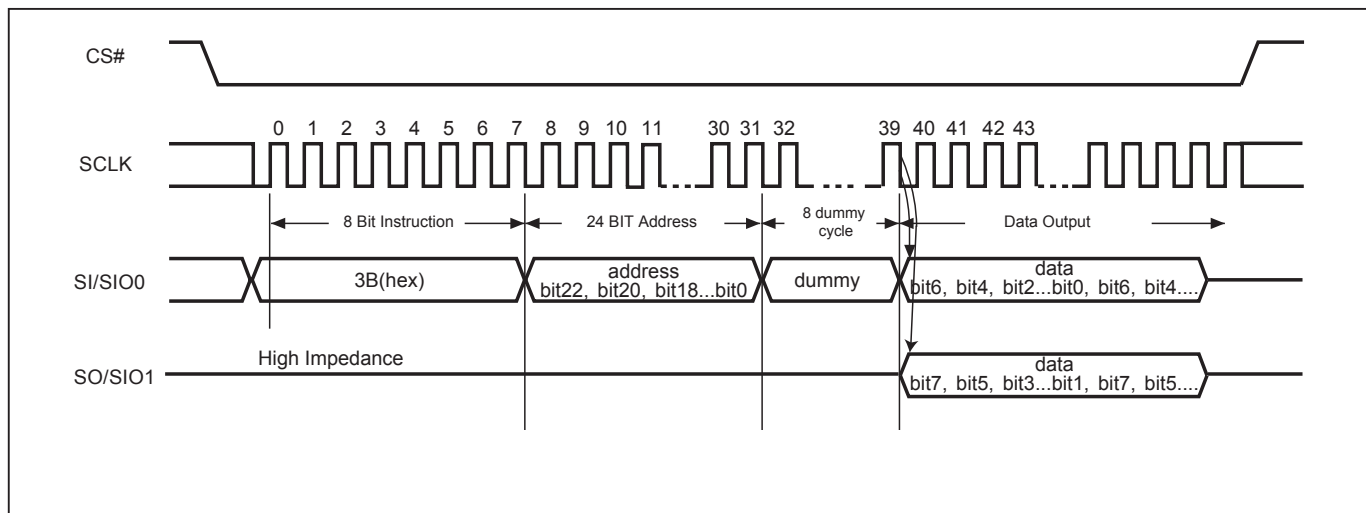 CS#
0 1 2 3 4 5 6 7 8 9 10 11 30 31 32 39 40 41 42 43
SCLK
8 Bit Instruction 24 BIT Address 8 dummy cycle Data Output
SI/SIO0
3B(hex)
address
bit22, bit20, bit18...bit0
dummy
data
bit6, bit4, bit2...bit0, bit6, bit4....
High Impedance
SO/SIO1
data
bit7, bit5, bit3...bit1, bit7, bit5....